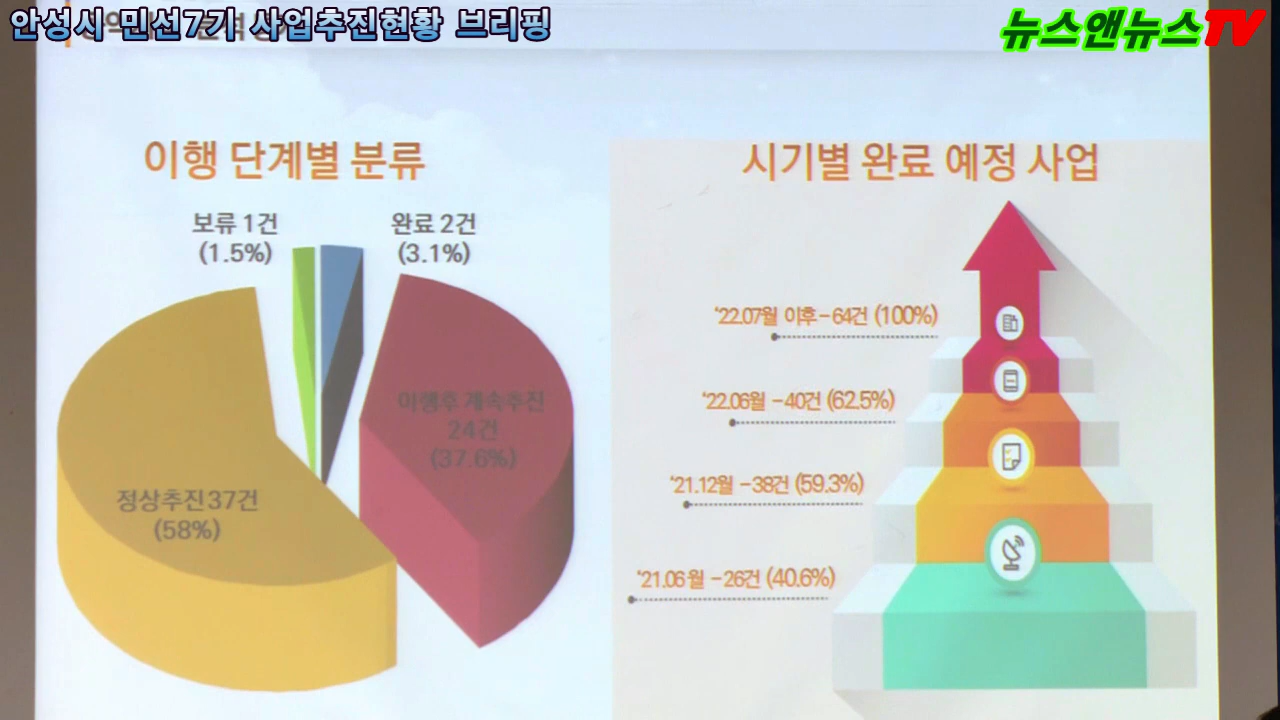 안성시 민선7기 사업추진현황 브리핑
뉴스앤뉴스TV
이행 단계별 분류
보류 1건
(1.5%)
완료 2건
(3.1%)
이행후 계속추진
24건
(37.6%)
정상추진37건
(58%)
시기별 완료 예정 사업
‘22.07월 이후-64건 (100%)
‘22.06월 -40건 (62.5%)
‘21.12월 -38건 (59.3%)
‘21.06월 -26건 (40.6%)